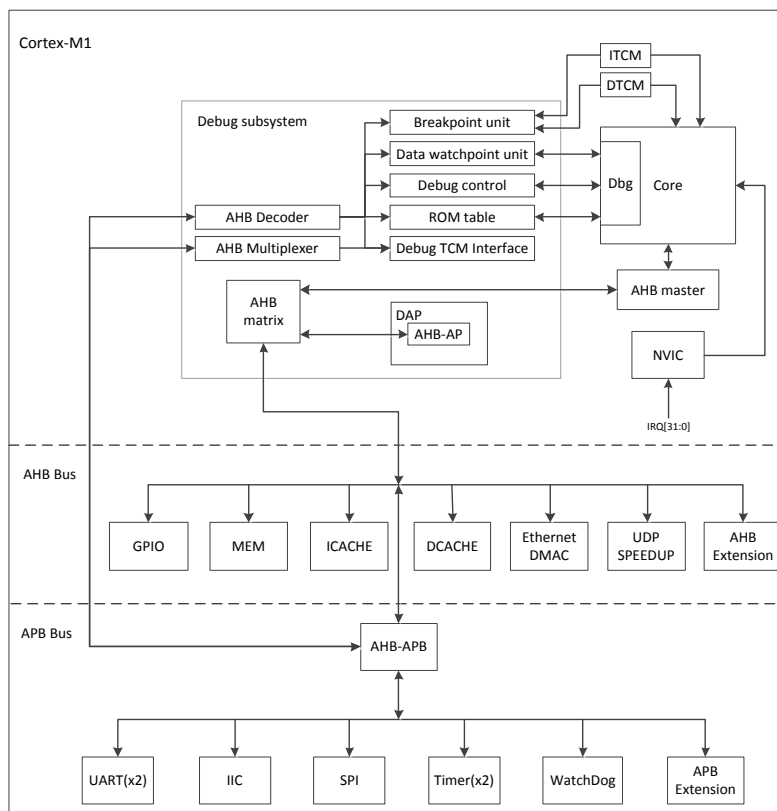 Cortex-M1
ITCM
DTCM
Debug subsystem
Breakpoint unit
Data watchpoint unit
Debug control
ROM table
Debug TCM Interface
Dbg
Core
AHB Decoder
AHB Multiplexer
AHB master
AHB
matrix
DAP
AHB-AP
NVIC
IRQ[31:0]
AHB Bus
GPIO
MEM
ICACHE
DCACHE
Ethernet
DMAC
UDP
SPEEDUP
AHB
Extension
APB Bus
AHB-APB
UART(x2)
IIC
SPI
Timer(x2)
WatchDog
APB
Extension